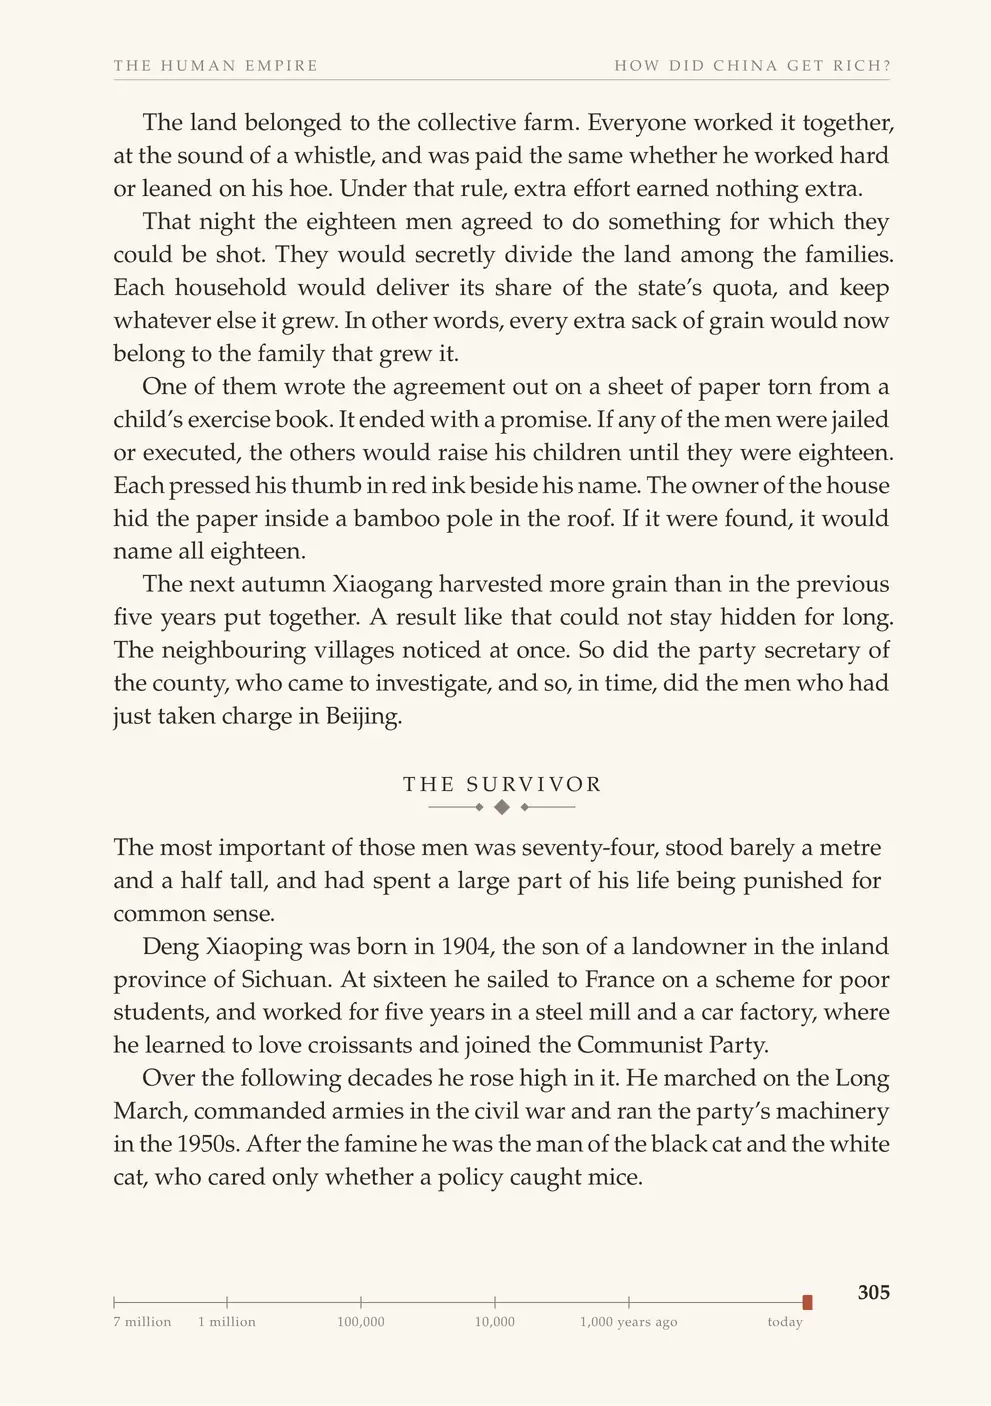 THE HUMAN EMPIRE
HOW DID CHINA GET RICH?
The land belonged to the collective farm. Everyone worked it together,
at the sound of a whistle, and was paid the same whether he worked hard
or leaned on his hoe. Under that rule, extra effort earned nothing extra.
That night the eighteen men agreed to do something for which they
could be shot. They would secretly divide the land among the families.
Each household would deliver its share of the state’s quota, and keep
whatever else it grew. In other words, every extra sack of grain would now
belong to the family that grew it.
One of them wrote the agreement out on a sheet of paper torn from a
child’s exercise book. It ended with a promise. If any of the men were jailed
or executed, the others would raise his children until they were eighteen.
Each pressed his thumb in red ink beside his name. The owner of the house
hid the paper inside a bamboo pole in the roof. If it were found, it would
name all eighteen.
The next autumn Xiaogang harvested more grain than in the previous
five years put together. A result like that could not stay hidden for long.
The neighbouring villages noticed at once. So did the party secretary of
the county, who came to investigate, and so, in time, did the men who had
just taken charge in Beijing.
THE SURVIVOR
The most important of those men was seventy-four, stood barely a metre
and a half tall, and had spent a large part of his life being punished for
common sense.
Deng Xiaoping was born in 1904, the son of a landowner in the inland
province of Sichuan. At sixteen he sailed to France on a scheme for poor
students, and worked for five years in a steel mill and a car factory, where
he learned to love croissants and joined the Communist Party.
Over the following decades he rose high in it. He marched on the Long
March, commanded armies in the civil war and ran the party’s machinery
in the 1950s. After the famine he was the man of the black cat and the white
cat, who cared only whether a policy caught mice.
305
7 million 1 million 100,000 10,000 1,000 years ago today